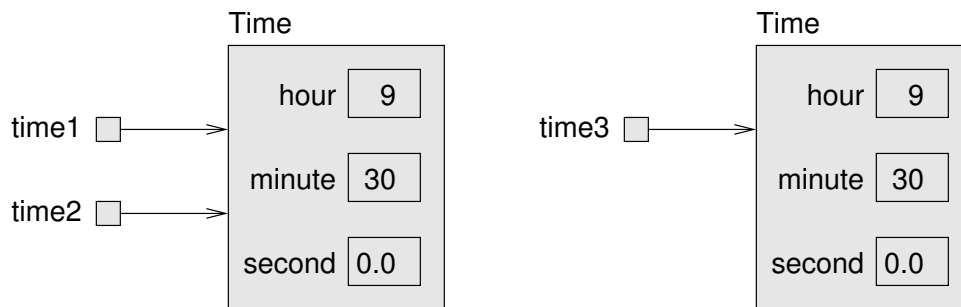 Time
hour 9
time1
minute 30
time2
second 0.0
Time
hour 9
time3
minute 30
second 0.0